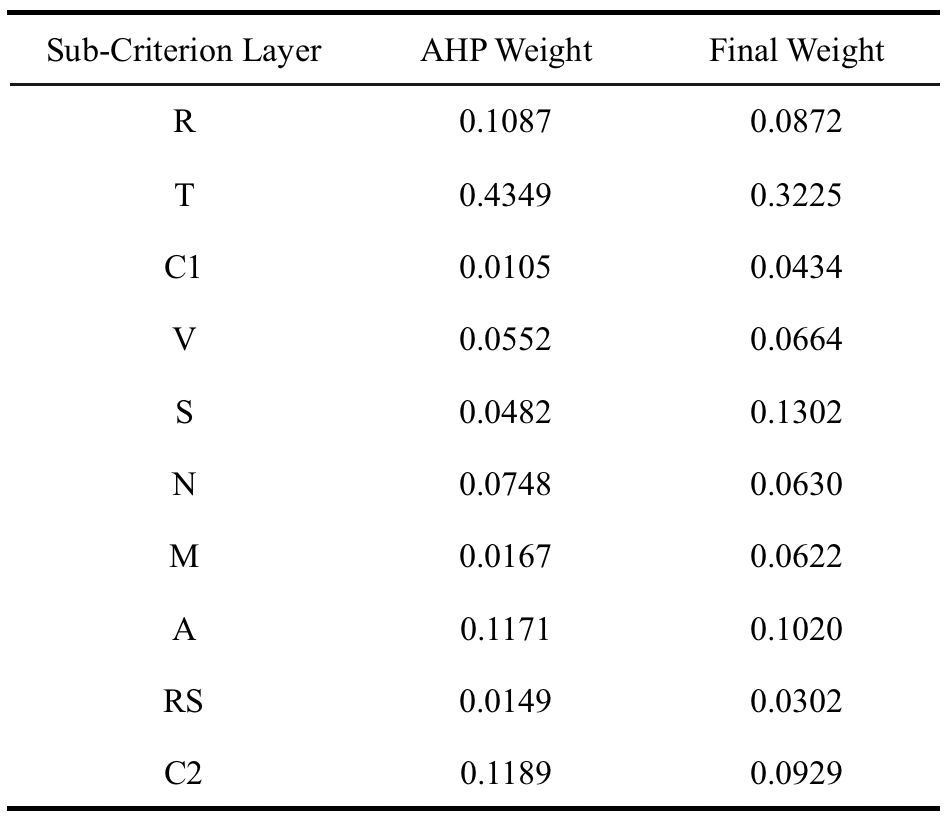 Sub-Criterion Layer AHP Weight Final Weight
R 0.1087 0.0872
T 0.4349 0.3225
C1 0.0105 0.0434
V 0.0552 0.0664
S 0.0482 0.1302
N 0.0748 0.0630
M 0.0167 0.0622
A 0.1171 0.1020
RS 0.0149 0.0302
C2 0.1189 0.0929